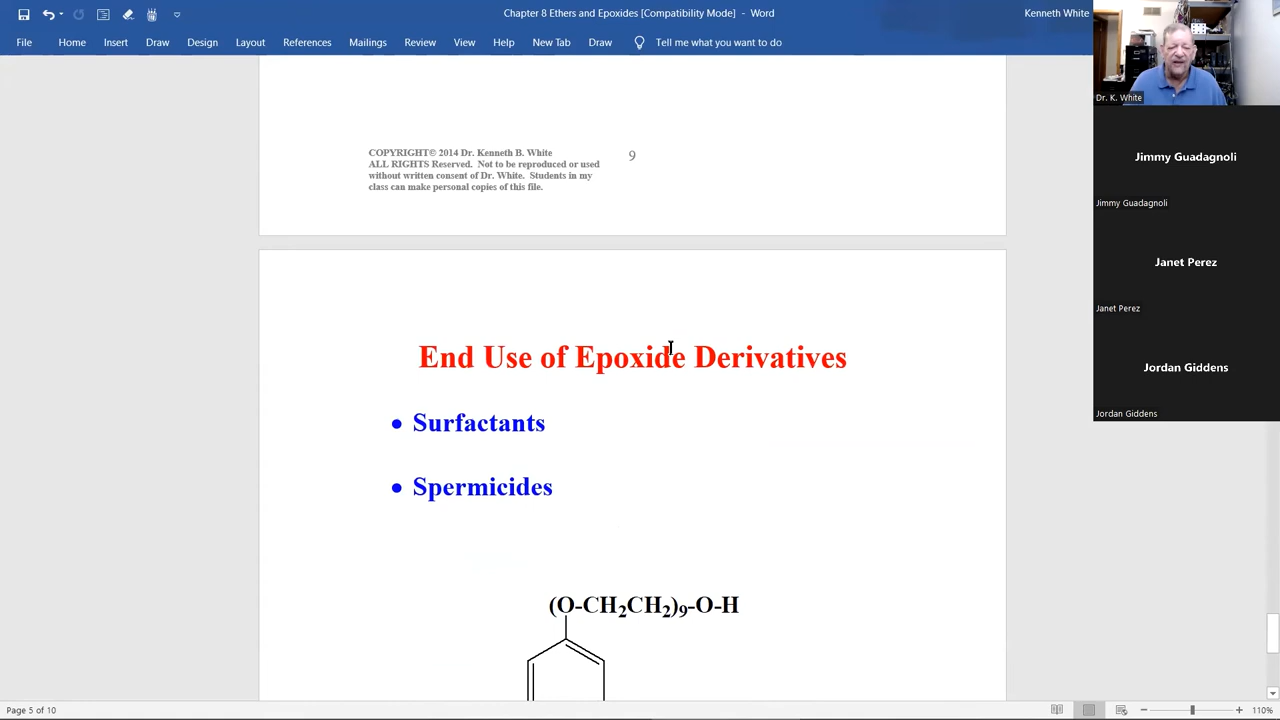 Chapter 8 Ethers and Epoxides [Compatibility Mode] - Word
Kenneth White
File Home Insert Draw Design Layout References Mailings Review View Help New Tab Draw Tell me what you want to do
Dr. K. White
Jimmy Guadagnoli
Jimmy Guadagnoli
Janet Perez
Janet Perez
Jordan Giddens
Jordan Giddens
COPYRIGHT© 2014 Dr. Kenneth B. White
ALL RIGHTS Reserved. Not to be reproduced or used
without written consent of Dr. White. Students in my
class can make personal copies of this file.
9
End Use of Epoxide Derivatives
• Surfactants
• Spermicides
(O-CH₂CH₂)₉-O-H
Page 5 of 10
110%